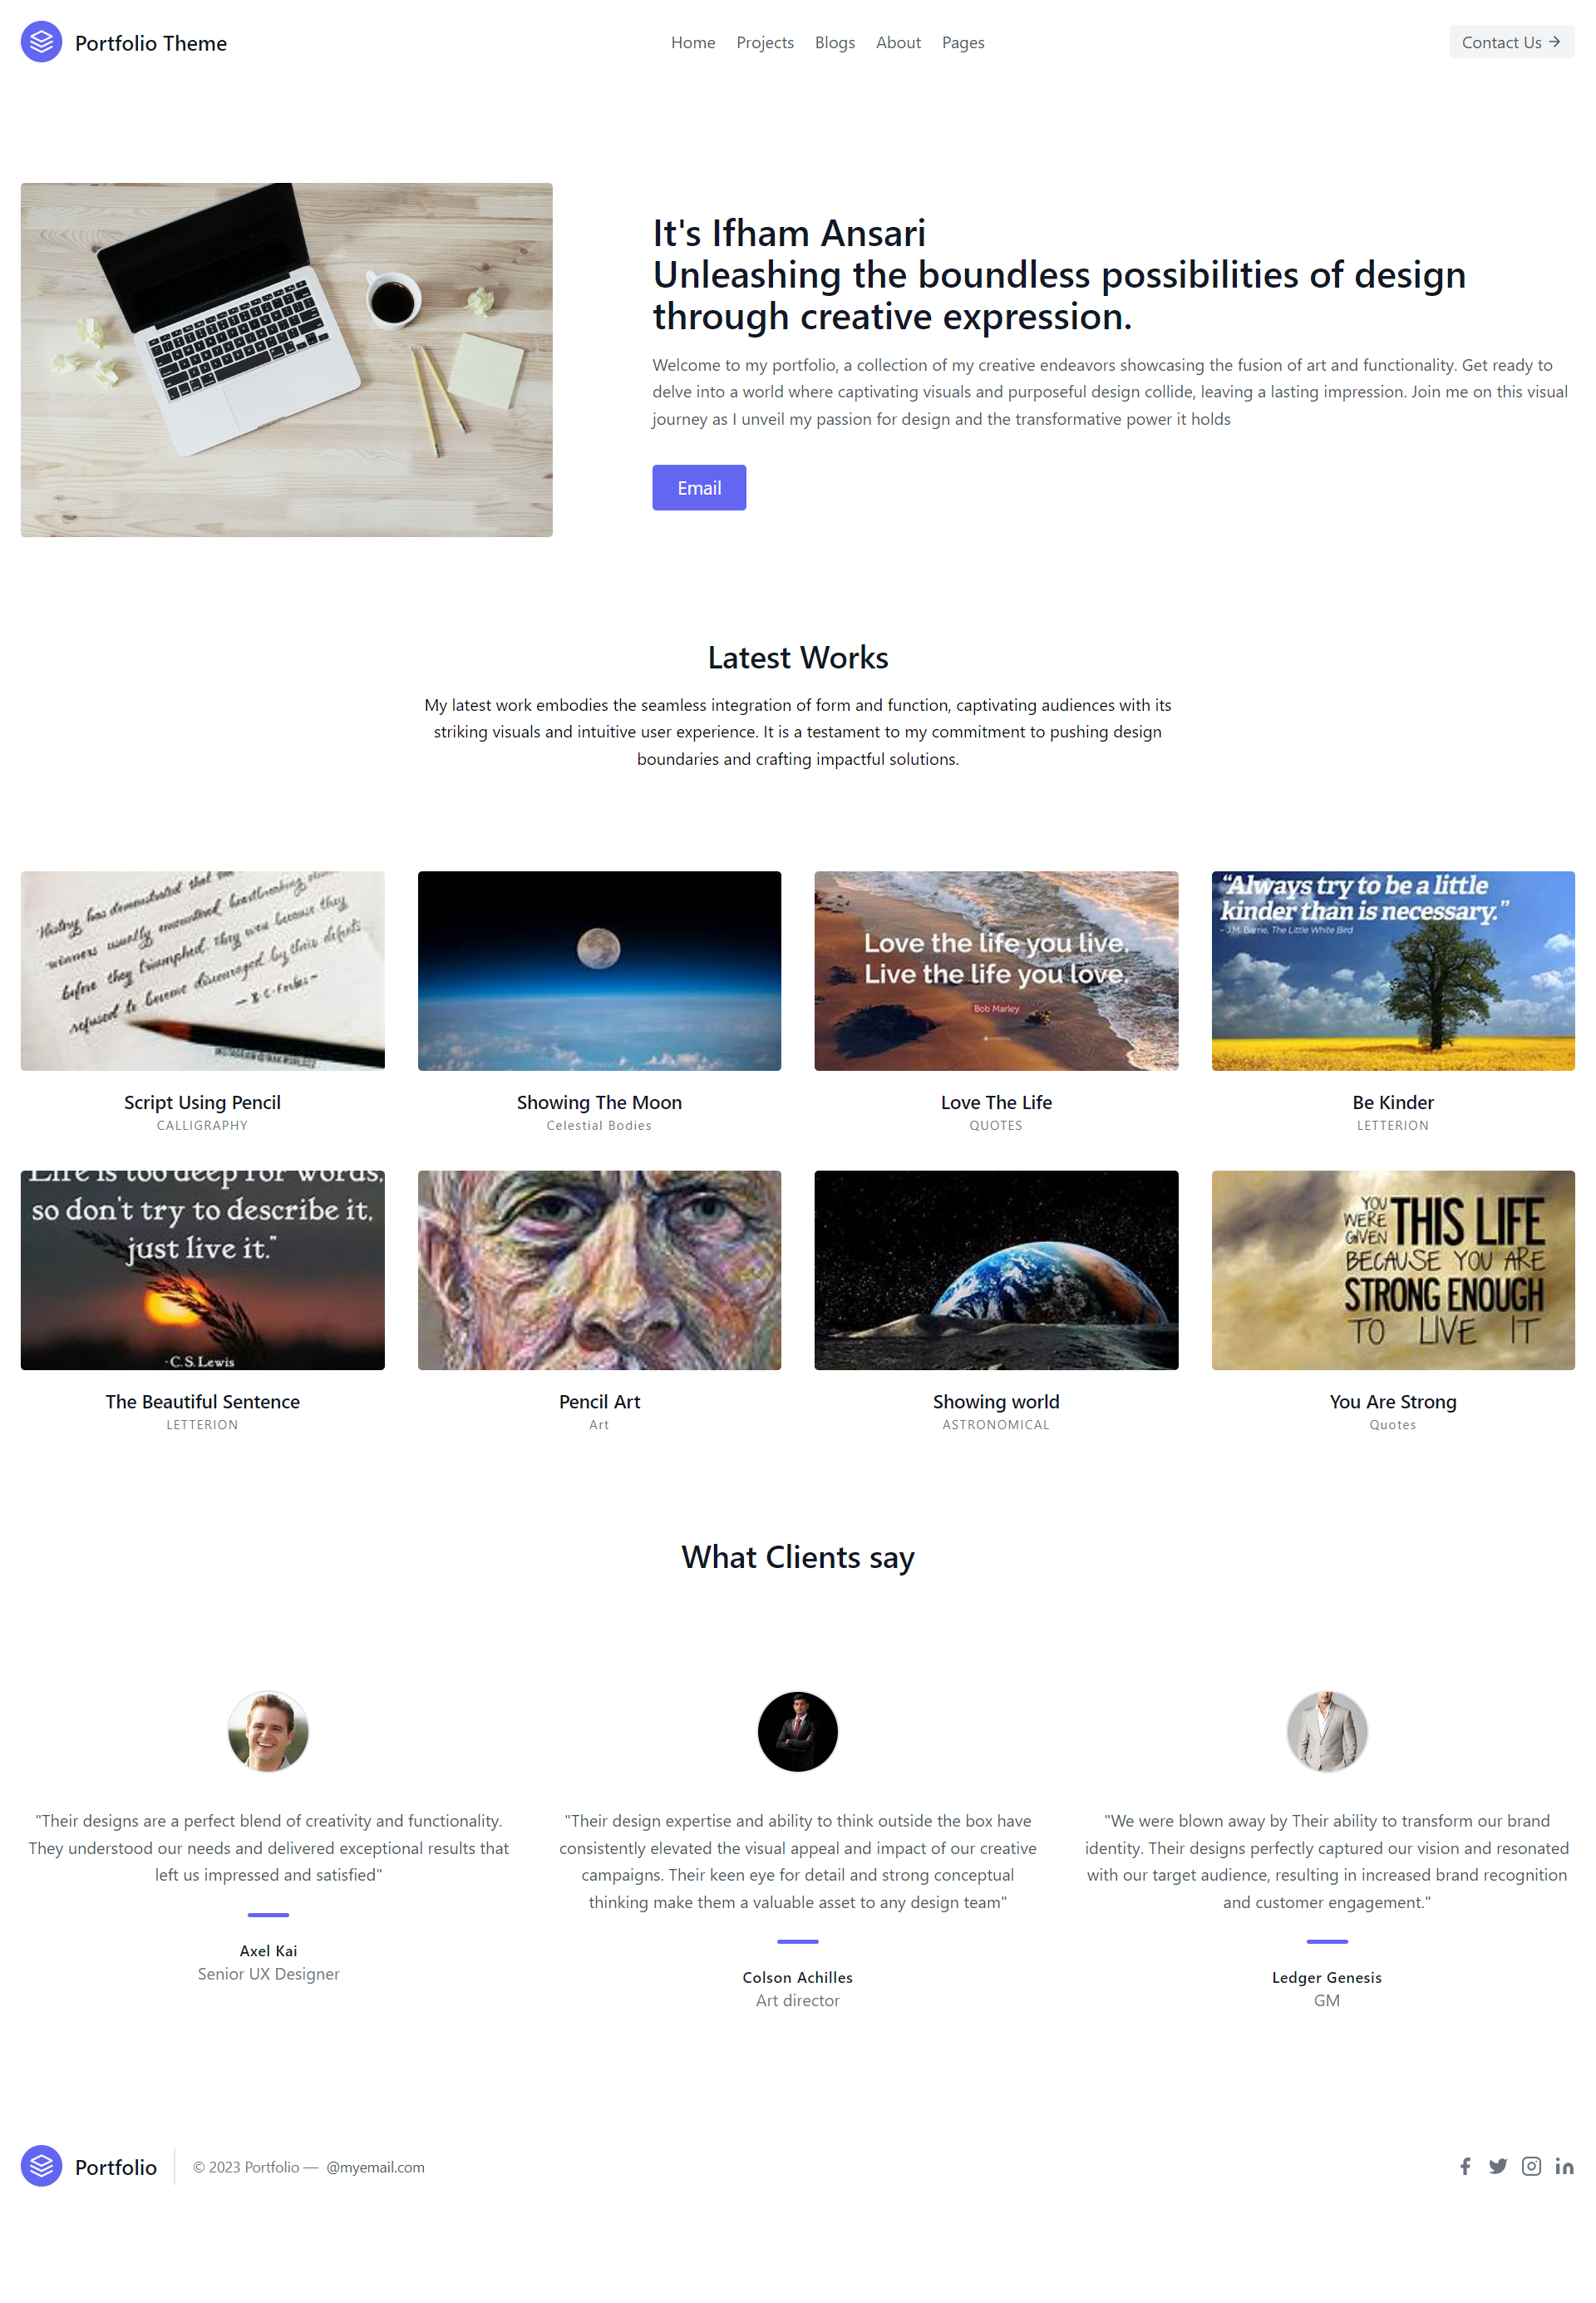 Portfolio Theme
Home Projects Blogs About Pages
Contact Us
It's Ifham Ansari
Unleashing the boundless possibilities of design
through creative expression.
Welcome to my portfolio, a collection of my creative endeavors showcasing the fusion of art and functionality. Get ready to
delve into a world where captivating visuals and purposeful design collide, leaving a lasting impression. Join me on this visual
journey as I unveil my passion for design and the transformative power it holds
Email
Latest Works
My latest work embodies the seamless integration of form and function, captivating audiences with its
striking visuals and intuitive user experience. It is a testament to my commitment to pushing design
boundaries and crafting impactful solutions.
History has demonstrated that
winners usually encountered heartbreaking
before they triumphed. They won because they
refused to become discouraged by their defeats.
– B.C. Forbes –
Script Using Pencil
CALLIGRAPHY
Showing The Moon
Celestial Bodies
Love the life you live.
Live the life you love.
Bob Marley
Love The Life
QUOTES
“Always try to be a little
kinder than is necessary.”
– J.M. Barrie, The Little White Bird
Be Kinder
LETTERION
Life is too deep for words,
so don't try to describe it,
just live it.”
-C.S. Lewis
The Beautiful Sentence
LETTERION
Pencil Art
Art
Showing world
ASTRONOMICAL
YOU
WERE
GIVEN THIS LIFE
BECAUSE YOU ARE
STRONG ENOUGH
TO LIVE IT
You Are Strong
Quotes
What Clients say
"Their designs are a perfect blend of creativity and functionality.
They understood our needs and delivered exceptional results that
left us impressed and satisfied"
Axel Kai
Senior UX Designer
"Their design expertise and ability to think outside the box have
consistently elevated the visual appeal and impact of our creative
campaigns. Their keen eye for detail and strong conceptual
thinking make them a valuable asset to any design team"
Colson Achilles
Art director
"We were blown away by Their ability to transform our brand
identity. Their designs perfectly captured our vision and resonated
with our target audience, resulting in increased brand recognition
and customer engagement."
Ledger Genesis
GM
Portfolio
© 2023 Portfolio — @myemail.com